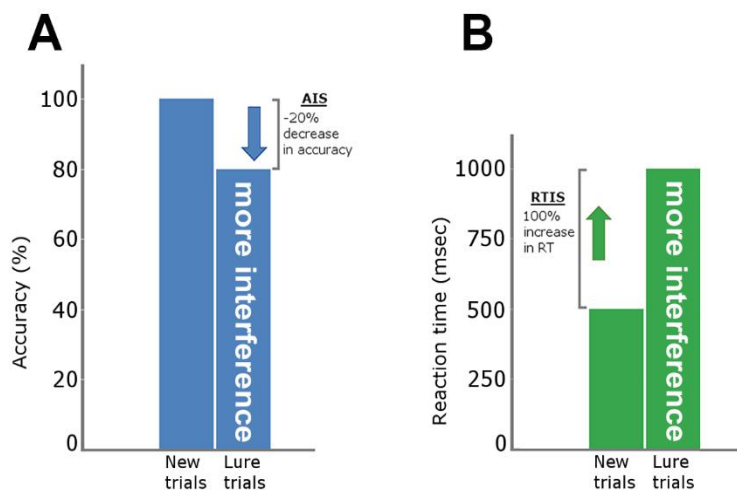 A
100
80
60
40
20
0
Accuracy (%)
AIS
-20%
decrease
in accuracy
more interference
New
trials
Lure
trials
B
1000
750
500
250
0
Reaction time (msec)
RTIS
100%
increase
in RT
more interference
New
trials
Lure
trials